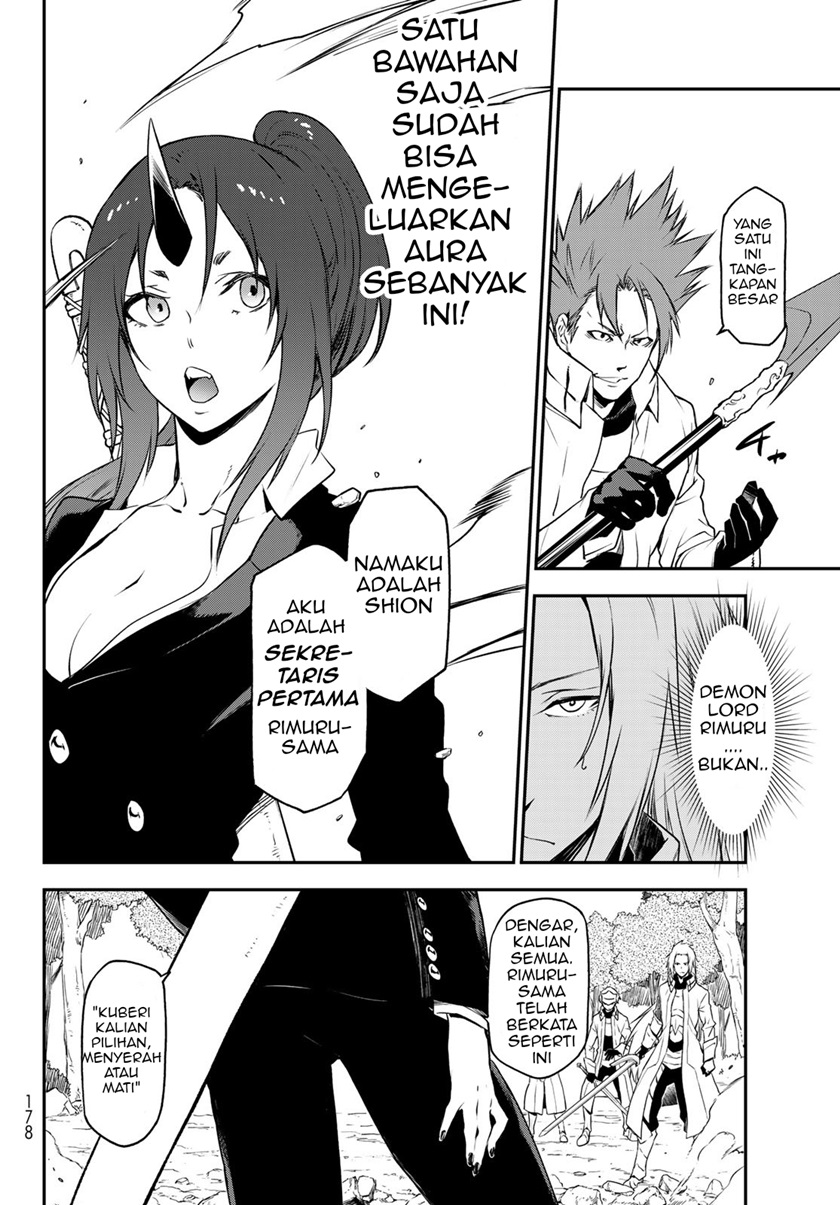 YANG
SATU
INI
TANG-
KAPAN
BESAR
DEMON
LORD
RIMURU
....
BUKAN..
SATU
BAWAHAN
SAJA
SUDAH
BISA
MENGE-
LUARKAN
AURA
SEBANYAK
INI!
NAMAKU
ADALAH
SHION
AKU
ADALAH
SEKRE-
TARIS
PERTAMA
RIMURU-
SAMA
DENGAR,
KALIAN
SEMUA.
RIMURU-
SAMA
TELAH
BERKATA
SEPERTI
INI
"KUBERI
KALIAN
PILIHAN,
MENYERAH
ATAU
MATI"
178